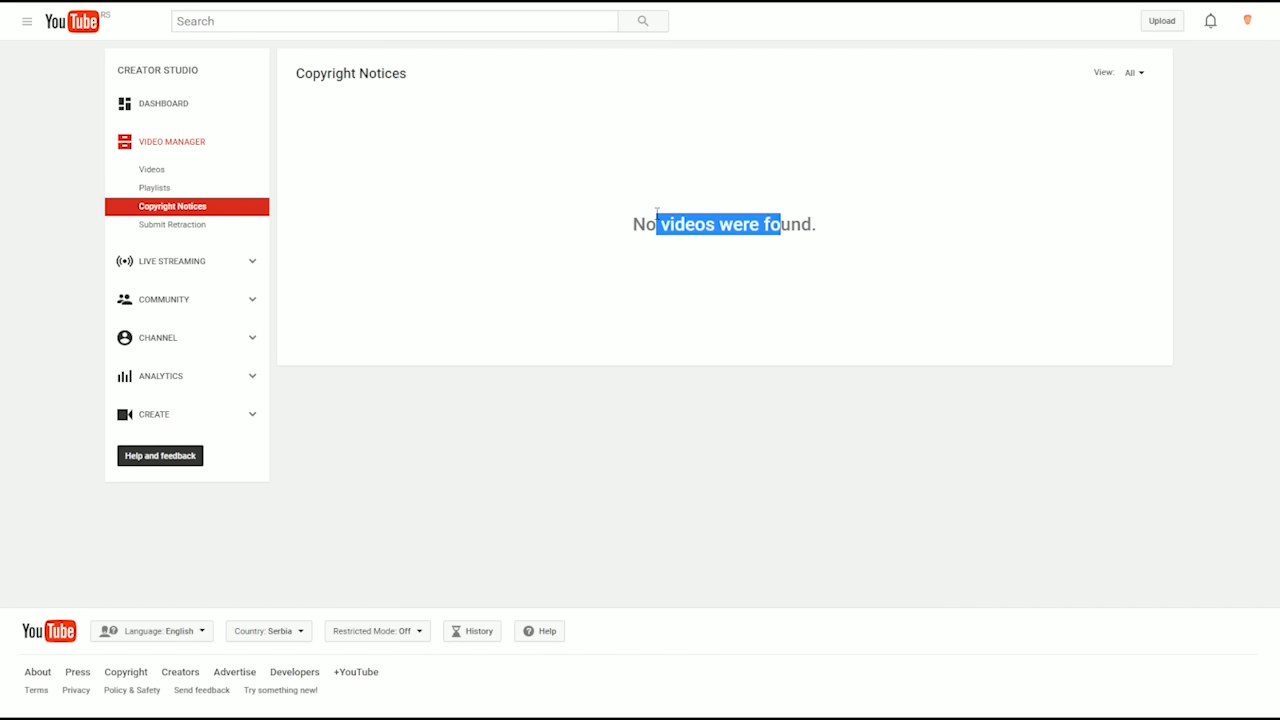 YouTube RS
Search
Upload
CREATOR STUDIO
DASHBOARD
VIDEO MANAGER
Videos
Playlists
Copyright Notices
Submit Retraction
LIVE STREAMING
COMMUNITY
CHANNEL
ANALYTICS
CREATE
Help and feedback
Copyright Notices
View: All
No videos were found.
YouTube Language: English Country: Serbia Restricted Mode: Off History Help
About Press Copyright Creators Advertise Developers +YouTube
Terms Privacy Policy & Safety Send feedback Try something new!